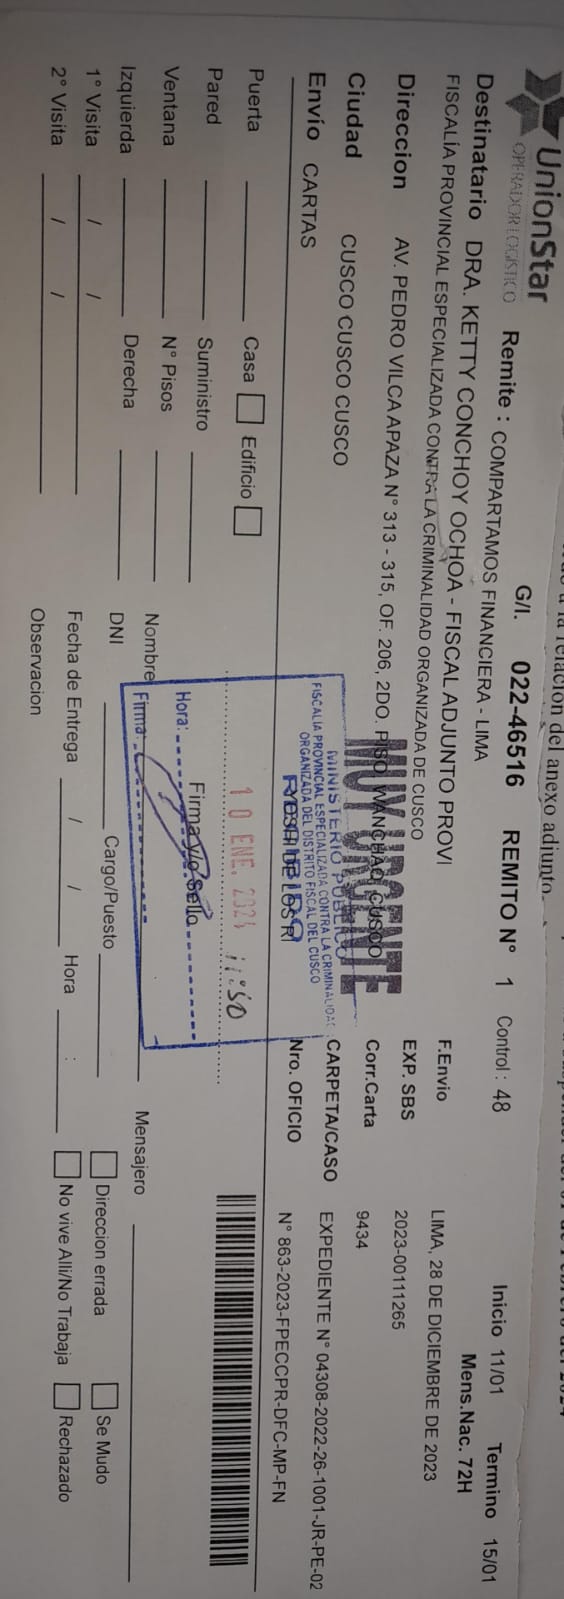 a la relación del anexo adjunto.
UnionStar
OPERADOR LOGISTICO
Remite : COMPARTAMOS FINANCIERA - LIMA
G/I. 022-46516 REMITO N° 1 Control : 48
Inicio 11/01 Termino 15/01
Mens.Nac. 72H
Destinatario DRA. KETTY CONCHOY OCHOA - FISCAL ADJUNTO PROVI
FISCALÍA PROVINCIAL ESPECIALIZADA CONTRA LA CRIMINALIDAD ORGANIZADA DE CUSCO
Direccion AV. PEDRO VILCA APAZA N° 313 - 315, OF. 206, 2DO. PISO, WANCHAQ, CUSCO
Ciudad CUSCO CUSCO CUSCO
Envío CARTAS
F.Envio LIMA, 28 DE DICIEMBRE DE 2023
EXP. SBS 2023-00111265
Corr.Carta 9434
CARPETA/CASO EXPEDIENTE N° 04308-2022-26-1001-JR-PE-02
Nro. OFICIO N° 863-2023-FPECCPR-DFC-MP-FN
MUY URGENTE
MINISTERIO PUBLICO
FISCALÍA PROVINCIAL ESPECIALIZADA CONTRA LA CRIMINALIDAD
ORGANIZADA DEL DISTRITO FISCAL DEL CUSCO
10 ENE. 2024 11:50
Hora:
Firma:
Firma y/o Sello
Puerta Casa Edificio
Pared Suministro
Ventana N° Pisos
Izquierda Derecha
1° Visita / /
2° Visita / /
Nombre
DNI Cargo/Puesto
Fecha de Entrega / / Hora :
Observacion
Mensajero
Direccion errada Se Mudo
No vive Alli/No Trabaja Rechazado